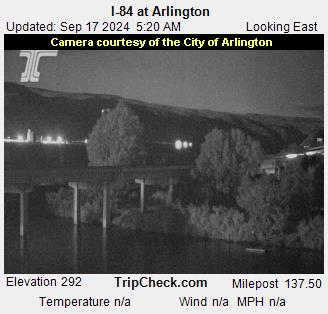 I-84 at Arlington
Updated: Sep 17 2024 5:20 AM Looking East
Camera courtesy of the City of Arlington
Elevation 292 TripCheck.com Milepost 137.50
Temperature n/a Wind n/a MPH n/a